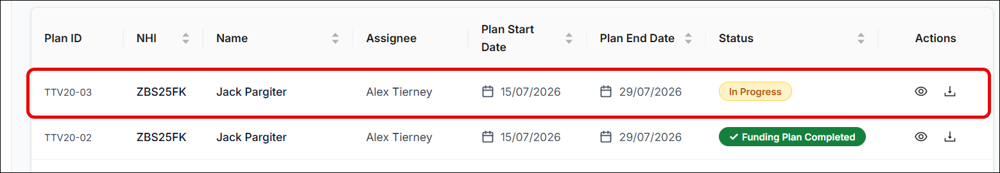 Plan ID NHI Name Assignee Plan Start Date Plan End Date Status Actions
TTV20-03 ZBS25FK Jack Pargiter Alex Tierney 15/07/2026 29/07/2026 In Progress
TTV20-02 ZBS25FK Jack Pargiter Alex Tierney 15/07/2026 29/07/2026 Funding Plan Completed